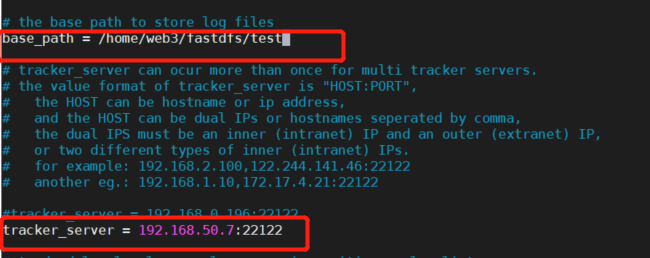 # the base path to store log files
base_path = /home/web3/fastdfs/test
# tracker_server can ocur more than once for multi tracker servers.
# the value format of tracker_server is "HOST:PORT",
#   the HOST can be hostname or ip address,
#   and the HOST can be dual IPs or hostnames seperated by comma,
#   the dual IPS must be an inner (intranet) IP and an outer (extranet) IP,
#   or two different types of inner (intranet) IPs.
#   for example: 192.168.2.100,122.244.141.46:22122
#   another eg.: 192.168.1.10,172.17.4.21:22122
#tracker_server = 192.168.0.196:22122
tracker_server = 192.168.50.7:22122